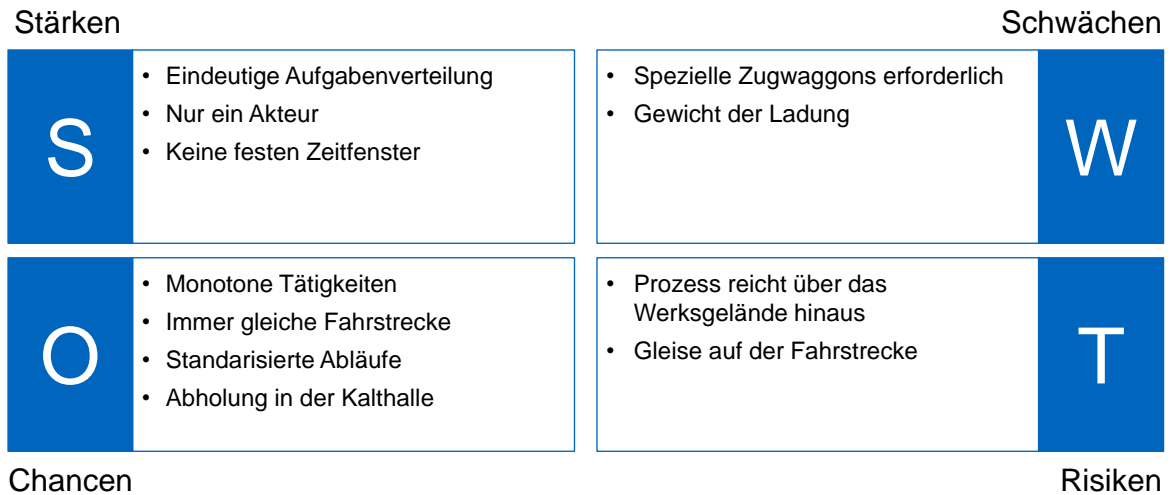 Stärken
Schwächen
S
• Eindeutige Aufgabenverteilung
• Nur ein Akteur
• Keine festen Zeitfenster
• Spezielle Zugwaggons erforderlich
• Gewicht der Ladung
W
O
• Monotone Tätigkeiten
• Immer gleiche Fahrstrecke
• Standarisierte Abläufe
• Abholung in der Kalthalle
• Prozess reicht über das
Werksgelände hinaus
• Gleise auf der Fahrstrecke
T
Chancen
Risiken